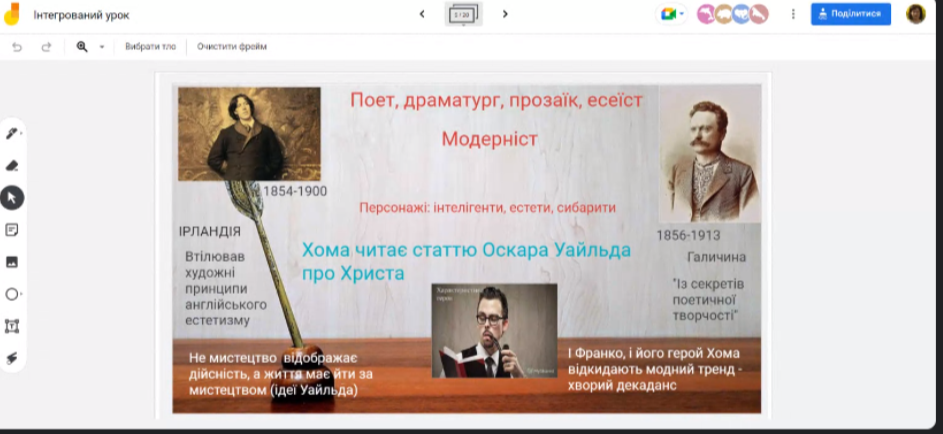 Інтегрований урок
5 / 20
Поділитися
Вибрати тло
Очистити фрейм
Поет, драматург, прозаїк, есеїст
Модерніст
1854-1900
Персонажі: інтелігенти, естети, сибарити
ІРЛАНДІЯ
Втілював
художні
принципи
англійського
естетизму
Хома читає статтю Оскара Уайльда
про Христа
1856-1913
Галичина
"Із секретів
поетичної
творчості"
Не мистецтво відображає
дійсність, а життя має йти за
мистецтвом (ідеї Уайльда)
І Франко, і його герой Хома
відкидають модний тренд -
хворий декаданс